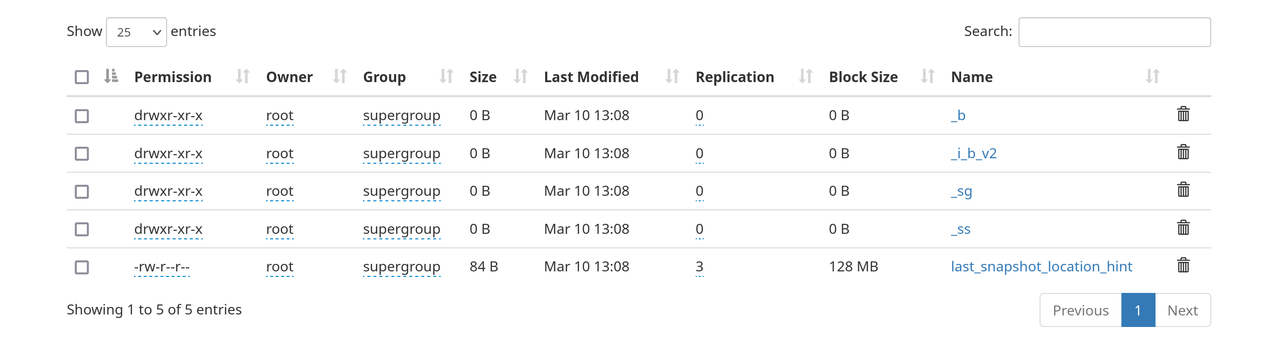 Show 25 entries Search:
Permission Owner Group Size Last Modified Replication Block Size Name
drwxr-xr-x root supergroup 0 B Mar 10 13:08 0 0 B _b
drwxr-xr-x root supergroup 0 B Mar 10 13:08 0 0 B _i_b_v2
drwxr-xr-x root supergroup 0 B Mar 10 13:08 0 0 B _sg
drwxr-xr-x root supergroup 0 B Mar 10 13:08 0 0 B _ss
-rw-r--r-- root supergroup 84 B Mar 10 13:08 3 128 MB last_snapshot_location_hint
Showing 1 to 5 of 5 entries Previous 1 Next